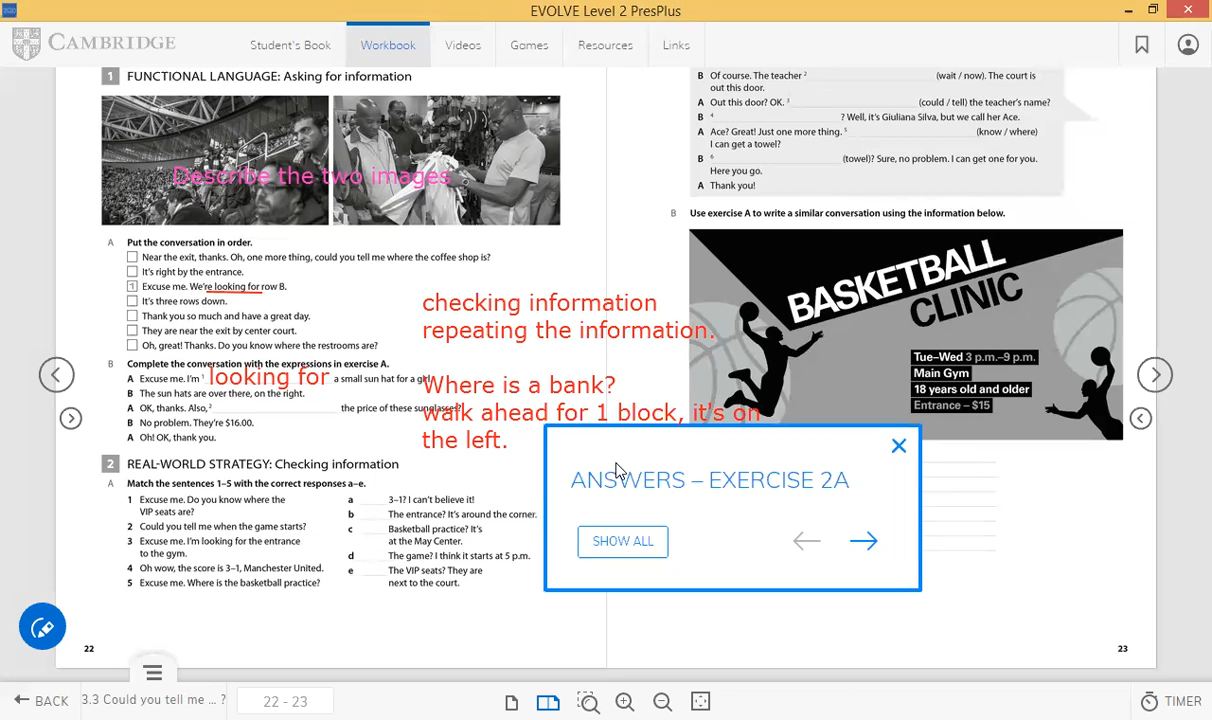 EVOLVE Level 2 PresPlus
CAMBRIDGE
Student's Book
Workbook
Videos
Games
Resources
Links
1 FUNCTIONAL LANGUAGE: Asking for information
Describe the two images
A Put the conversation in order.
Near the exit, thanks. Oh, one more thing, could you tell me where the coffee shop is?
It's right by the entrance.
1 Excuse me. We're looking for row B.
It's three rows down.
Thank you so much and have a great day.
They are near the exit by center court.
Oh, great! Thanks. Do you know where the restrooms are?
B Complete the conversation with the expressions in exercise A.
A Excuse me. I'm 1 looking for a small sun hat for a girl.
B The sun hats are over there, on the right.
A OK, thanks. Also, 2 the price of these sunglasses?
B No problem. They're $16.00.
A Oh! OK, thank you.
checking information
repeating the information.
Where is a bank?
walk ahead for 1 block, it's on
the left.
2 REAL-WORLD STRATEGY: Checking information
A Match the sentences 1–5 with the correct responses a–e.
1 Excuse me. Do you know where the
VIP seats are?
2 Could you tell me when the game starts?
3 Excuse me. I'm looking for the entrance
to the gym.
4 Oh wow, the score is 3–1, Manchester United.
5 Excuse me. Where is the basketball practice?
a 3–1? I can't believe it!
b The entrance? It's around the corner.
c Basketball practice? It's
at the May Center.
d The game? I think it starts at 5 p.m.
e The VIP seats? They are
next to the court.
22
B Of course. The teacher 2 (wait / now). The court is
out this door.
A Out this door? OK. 3 (could / tell) the teacher's name?
B 4 ? Well, it's Giuliana Silva, but we call her Ace.
A Ace? Great! Just one more thing. 5 (know / where)
I can get a towel?
B 6 (towel)? Sure, no problem. I can get one for you.
Here you go.
A Thank you!
B Use exercise A to write a similar conversation using the information below.
BASKETBALL
CLINIC
Tue–Wed 3 p.m.–9 p.m.
Main Gym
18 years old and older
Entrance – $15
ANSWERS – EXERCISE 2A
SHOW ALL
23
BACK
3.3 Could you tell me ... ?
22 - 23
TIMER